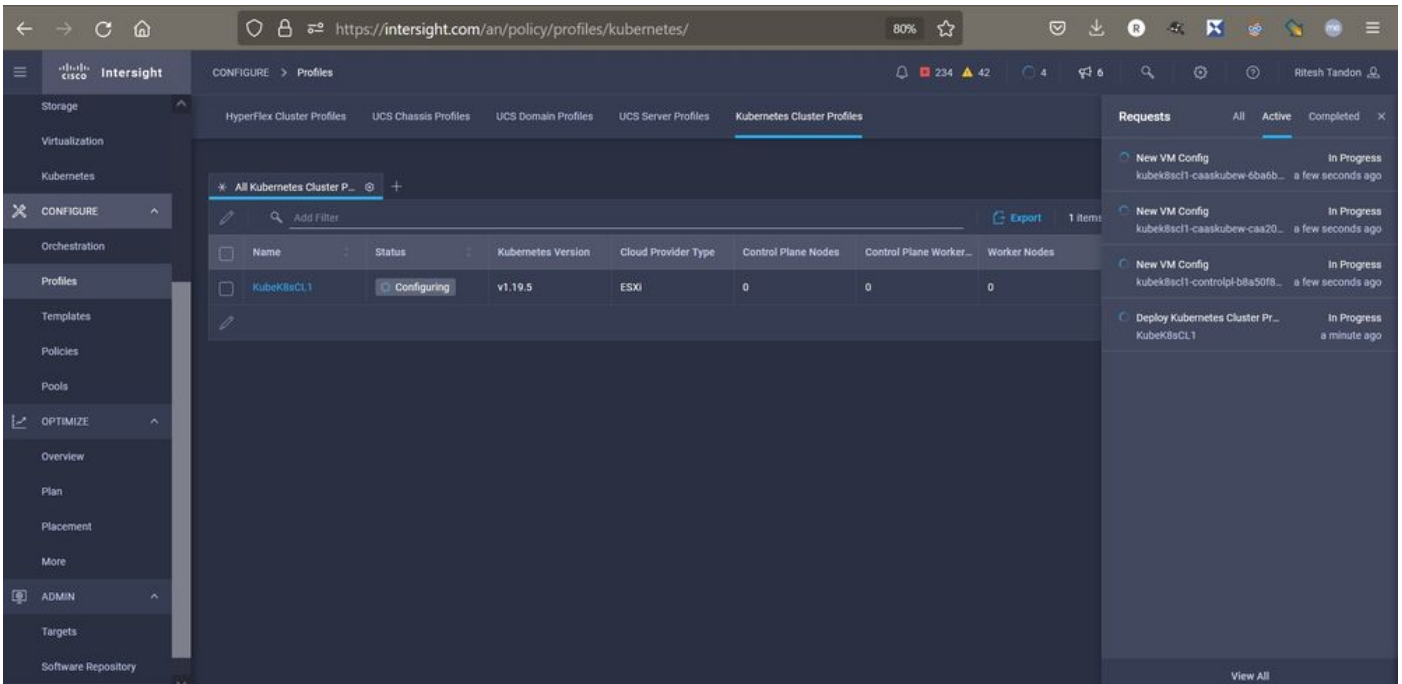 https://intersight.com/an/policy/profiles/kubernetes/ 80%
cisco Intersight CONFIGURE > Profiles 234 42 4 6 Ritesh Tandon
Storage
Virtualization
Kubernetes
CONFIGURE
Orchestration
Profiles
Templates
Policies
Pools
OPTIMIZE
Overview
Plan
Placement
More
ADMIN
Targets
Software Repository
HyperFlex Cluster Profiles UCS Chassis Profiles UCS Domain Profiles UCS Server Profiles Kubernetes Cluster Profiles
All Kubernetes Cluster P... +
Add Filter Export 1 items
Name Status Kubernetes Version Cloud Provider Type Control Plane Nodes Control Plane Worker... Worker Nodes
KubeK8sCL1 Configuring v1.19.5 ESXi 0 0 0
Requests All Active Completed ×
New VM Config In Progress
kubek8scl1-caaskubew-6ba6b... a few seconds ago
New VM Config In Progress
kubek8scl1-caaskubew-caa20... a few seconds ago
New VM Config In Progress
kubek8scl1-controlpl-b8a50f8... a few seconds ago
Deploy Kubernetes Cluster Pr... In Progress
KubeK8sCL1 a minute ago
View All